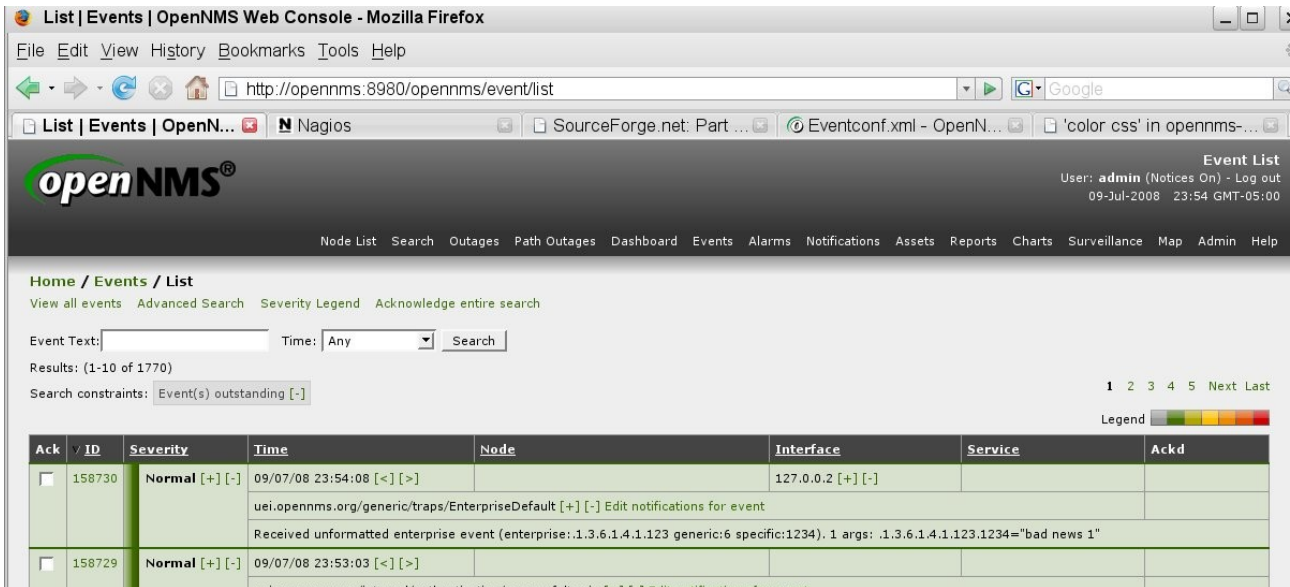 List | Events | OpenNMS Web Console - Mozilla Firefox
File Edit View History Bookmarks Tools Help
http://opennms:8980/opennms/event/list
Google
List | Events | OpenN...
Nagios
SourceForge.net: Part ...
Eventconf.xml - OpenN...
'color css' in opennms-...
openNMS®
Event List
User: admin (Notices On) - Log out
09-Jul-2008 23:54 GMT-05:00
Node List Search Outages Path Outages Dashboard Events Alarms Notifications Assets Reports Charts Surveillance Map Admin Help
Home / Events / List
View all events Advanced Search Severity Legend Acknowledge entire search
Event Text: Time: Any Search
Results: (1-10 of 1770)
Search constraints: Event(s) outstanding [-]
1 2 3 4 5 Next Last
Legend
Ack ID Severity Time Node Interface Service Ackd
158730 Normal [+] [-] 09/07/08 23:54:08 [<] [>] 127.0.0.2 [+] [-]
uei.opennms.org/generic/traps/EnterpriseDefault [+] [-] Edit notifications for event
Received unformatted enterprise event (enterprise:.1.3.6.1.4.1.123 generic:6 specific:1234). 1 args: .1.3.6.1.4.1.123.1234="bad news 1"
158729 Normal [+] [-] 09/07/08 23:53:03 [<] [>]